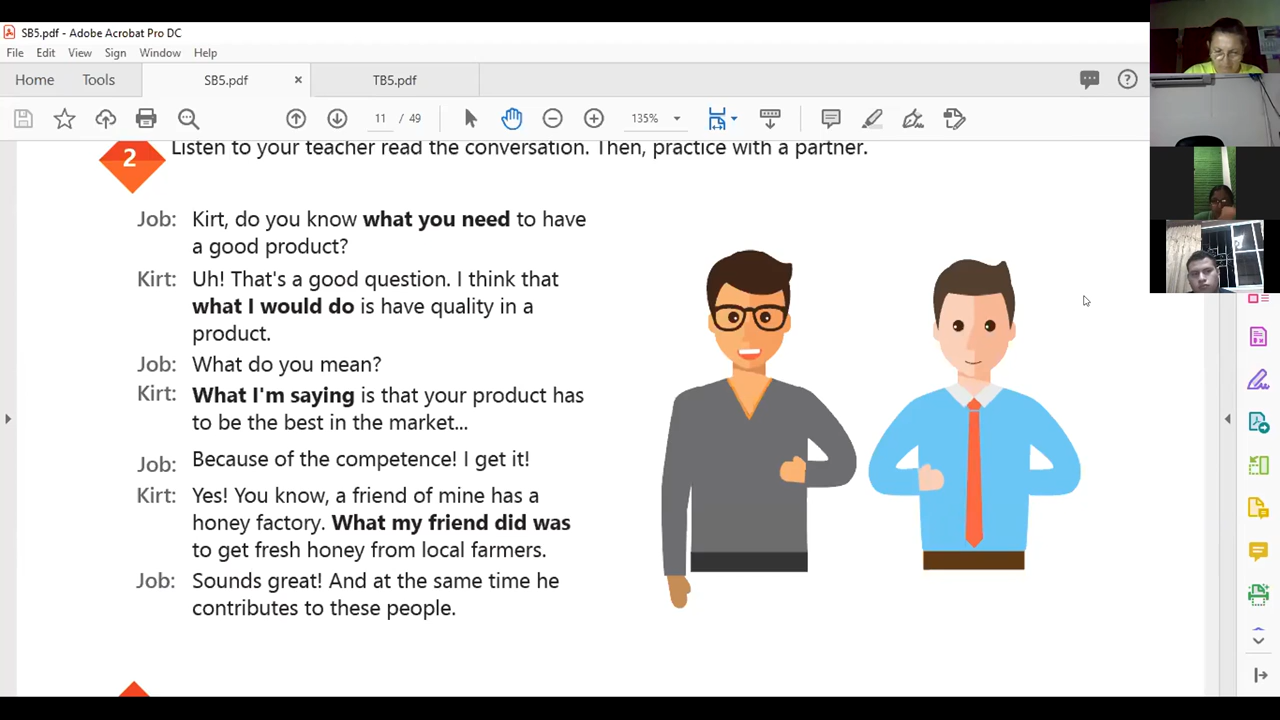 SB5.pdf - Adobe Acrobat Pro DC
File Edit View Sign Window Help
Home Tools SB5.pdf × TB5.pdf
11 / 49 135%
2 Listen to your teacher read the conversation. Then, practice with a partner.
Job: Kirt, do you know what you need to have
a good product?
Kirt: Uh! That's a good question. I think that
what I would do is have quality in a
product.
Job: What do you mean?
Kirt: What I'm saying is that your product has
to be the best in the market...
Job: Because of the competence! I get it!
Kirt: Yes! You know, a friend of mine has a
honey factory. What my friend did was
to get fresh honey from local farmers.
Job: Sounds great! And at the same time he
contributes to these people.